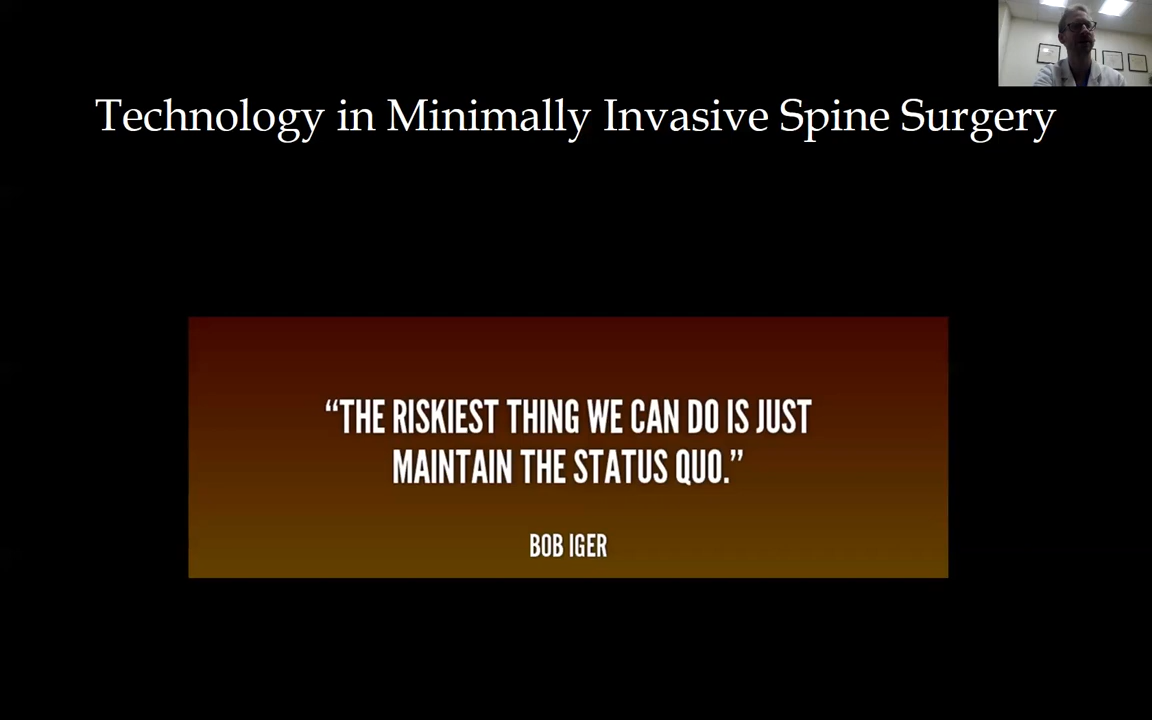 Technology in Minimally Invasive Spine Surgery
“THE RISKIEST THING WE CAN DO IS JUST
MAINTAIN THE STATUS QUO.”
BOB IGER